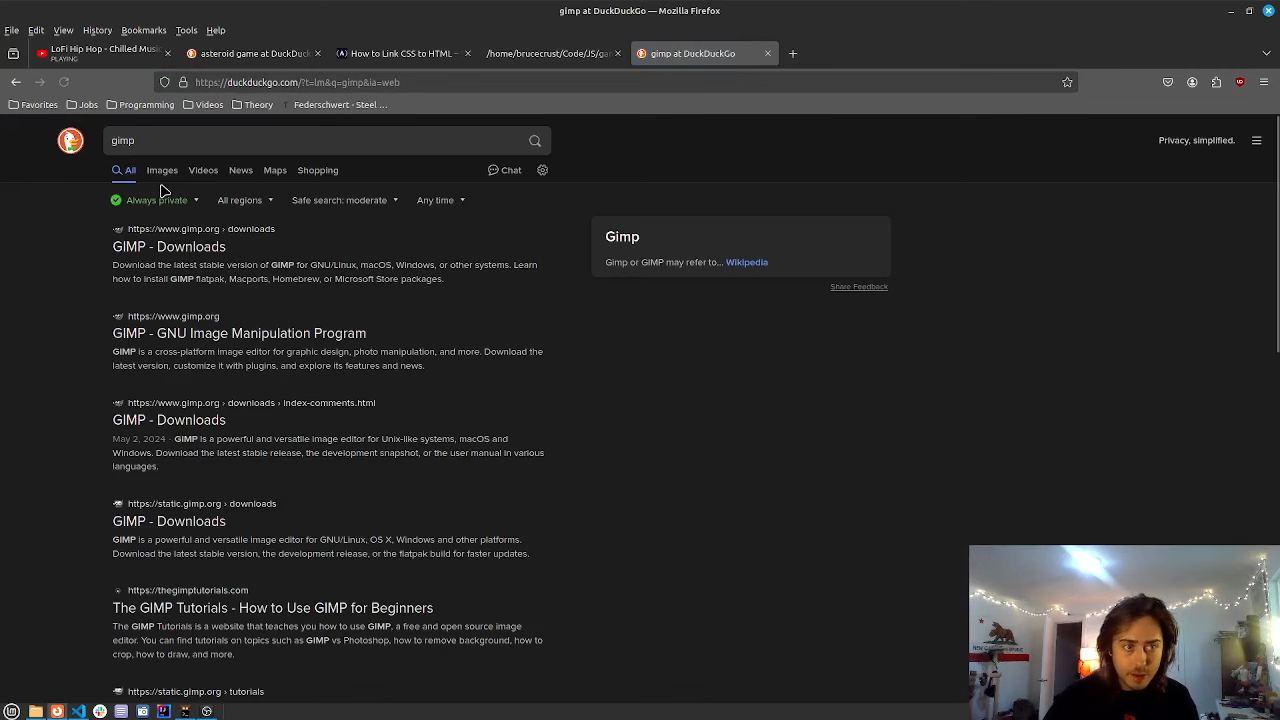 gimp at DuckDuckGo — Mozilla Firefox
File Edit View History Bookmarks Tools Help
LoFi Hip Hop - Chilled Music
PLAYING
asteroid game at DuckDuc
How to Link CSS to HTML –
/home/brucecrust/Code/JS/gam
gimp at DuckDuckGo
https://duckduckgo.com/?t=lm&q=gimp&ia=web
Favorites Jobs Programming Videos Theory Federschwert - Steel ...
gimp
Privacy, simplified.
All Images Videos News Maps Shopping Chat
Always private All regions Safe search: moderate Any time
https://www.gimp.org › downloads
GIMP - Downloads
Download the latest stable version of GIMP for GNU/Linux, macOS, Windows, or other systems. Learn
how to install GIMP flatpak, Macports, Homebrew, or Microsoft Store packages.
https://www.gimp.org
GIMP - GNU Image Manipulation Program
GIMP is a cross-platform image editor for graphic design, photo manipulation, and more. Download the
latest version, customize it with plugins, and explore its features and news.
https://www.gimp.org › downloads › index-comments.html
GIMP - Downloads
May 2, 2024 · GIMP is a powerful and versatile image editor for Unix-like systems, macOS and
Windows. Download the latest stable release, the development snapshot, or the user manual in various
languages.
https://static.gimp.org › downloads
GIMP - Downloads
GIMP is a powerful and versatile image editor for GNU/Linux, OS X, Windows and other platforms.
Download the latest stable version, the development release, or the flatpak build for faster updates.
https://thegimptutorials.com
The GIMP Tutorials - How to Use GIMP for Beginners
The GIMP Tutorials is a website that teaches you how to use GIMP, a free and open source image
editor. You can find tutorials on topics such as GIMP vs Photoshop, how to remove background, how to
crop, how to draw, and more.
https://static.gimp.org › tutorials
Gimp
Gimp or GIMP may refer to... Wikipedia
Share Feedback